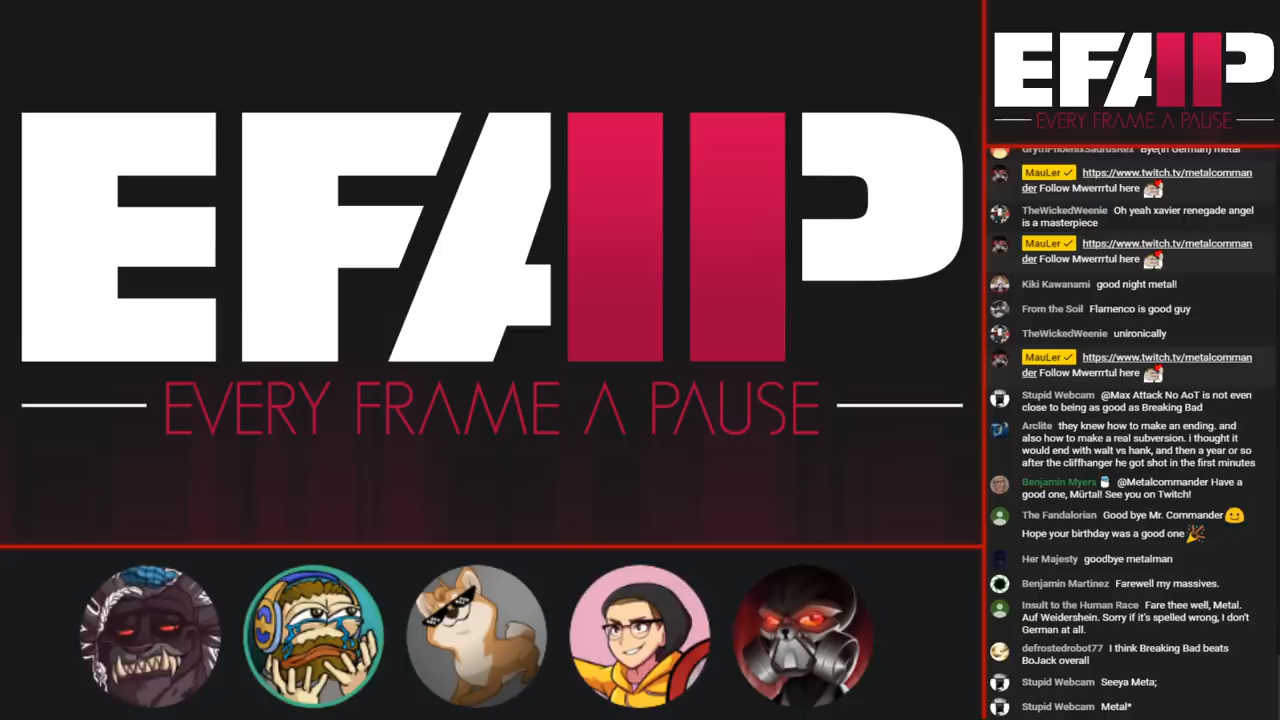 EFAP
EVERY FRAME A PAUSE
EFAP
EVERY FRAME A PAUSE
GrythPhoenixSaurusRex Bye(in German) metal
MauLer ✓ https://www.twitch.tv/metalcomman
der Follow Mwerrrtul here
TheWickedWeenie Oh yeah xavier renegade angel
is a masterpiece
MauLer ✓ https://www.twitch.tv/metalcomman
der Follow Mwerrrtul here
Kiki Kawanami good night metal!
From the Soil Flamenco is good guy
TheWickedWeenie unironically
MauLer ✓ https://www.twitch.tv/metalcomman
der Follow Mwerrrtul here
Stupid Webcam @Max Attack No AoT is not even
close to being as good as Breaking Bad
Arclite they knew how to make an ending. and
also how to make a real subversion. i thought it
would end with walt vs hank, and then a year or so
after the cliffhanger he got shot in the first minutes
Benjamin Myers @Metalcommander Have a
good one, Mürtal! See you on Twitch!
The Fandalorian Good bye Mr. Commander
Hope your birthday was a good one
Her Majesty goodbye metalman
Benjamin Martinez Farewell my massives.
Insult to the Human Race Fare thee well, Metal.
Auf Weidershein. Sorry if it's spelled wrong, I don't
German at all.
defrostedrobot77 I think Breaking Bad beats
BoJack overall
Stupid Webcam Seeya Meta;
Stupid Webcam Metal*